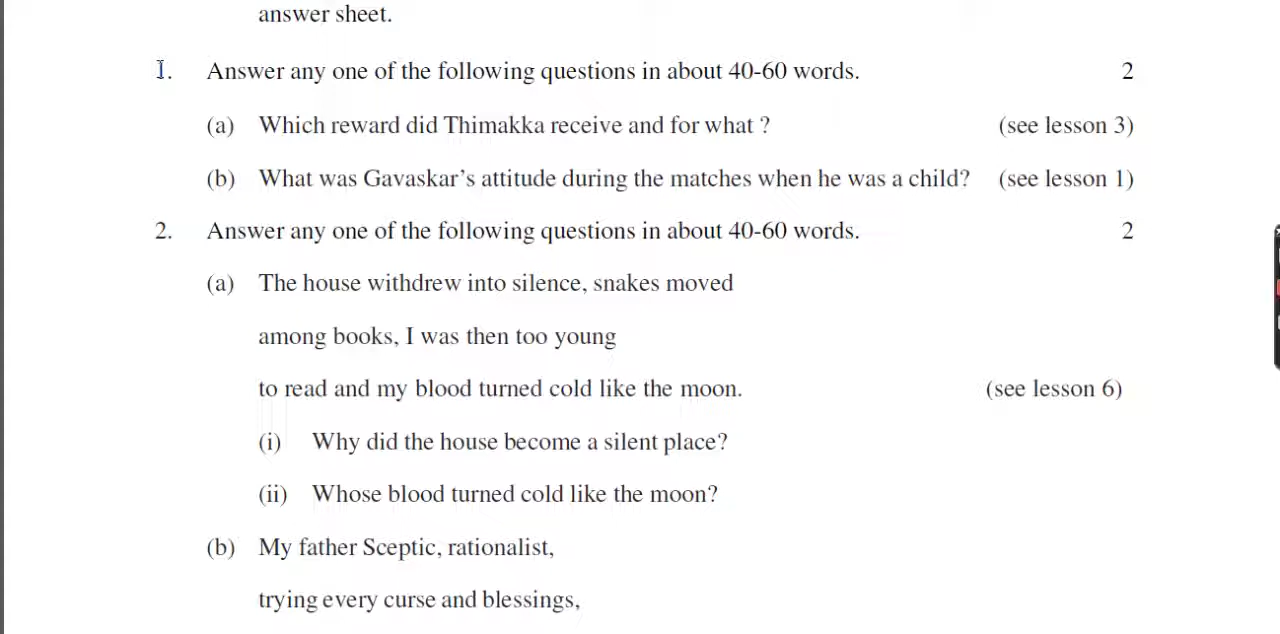 answer sheet.
1. Answer any one of the following questions in about 40-60 words. 2
(a) Which reward did Thimakka receive and for what ? (see lesson 3)
(b) What was Gavaskar’s attitude during the matches when he was a child? (see lesson 1)
2. Answer any one of the following questions in about 40-60 words. 2
(a) The house withdrew into silence, snakes moved
among books, I was then too young
to read and my blood turned cold like the moon. (see lesson 6)
(i) Why did the house become a silent place?
(ii) Whose blood turned cold like the moon?
(b) My father Sceptic, rationalist,
trying every curse and blessings,